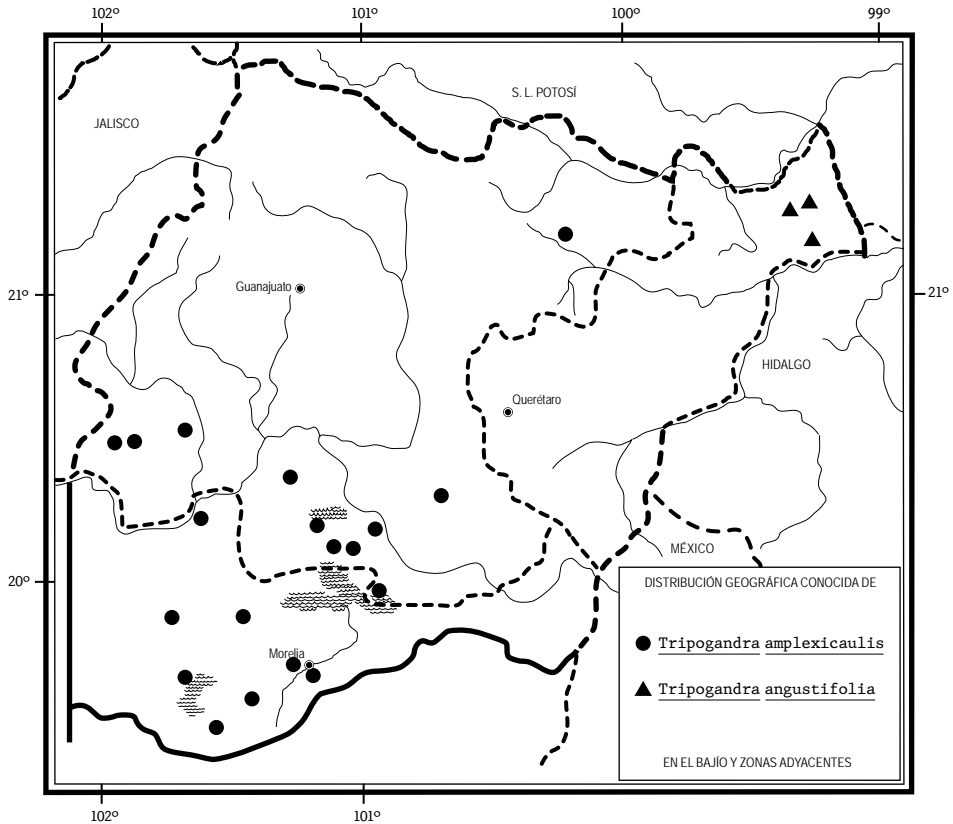 102º 101º 100º 99º
S. L. POTOSÍ
JALISCO
Guanajuato
21º
21º
HIDALGO
Querétaro
MÉXICO
20º
DISTRIBUCIÓN GEOGRÁFICA CONOCIDA DE
Tripogandra amplexicaulis
Morelia
Tripogandra angustifolia
EN EL BAJÍO Y ZONAS ADYACENTES
102º 101º